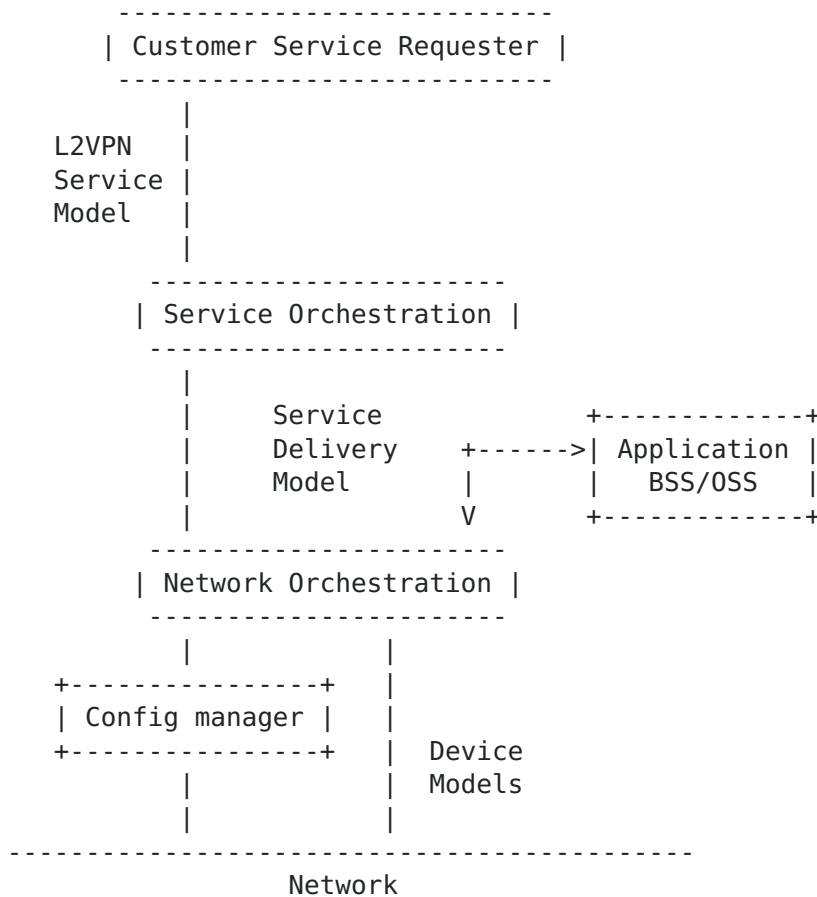 Customer Service Requester
L2VPN
Service
Model
Service Orchestration
Service
Delivery
Model
Application
BSS/OSS
Network Orchestration
Config manager
Device
Models
Network